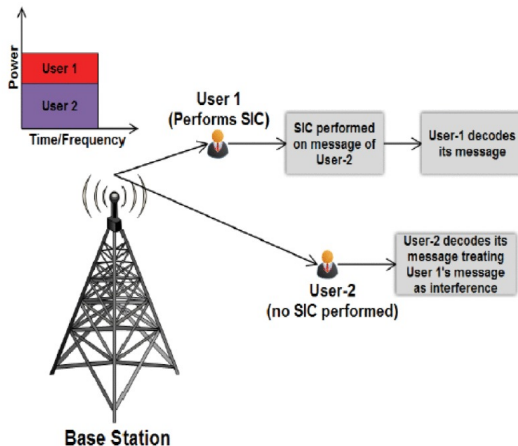 Power
User 1
User 2
Time/Frequency
User 1
(Performs SIC)
SIC performed
on message of
User-2
User-1 decodes
its message
User-2 decodes its
message treating
User 1's message
as interference
User-2
(no SIC performed)
Base Station